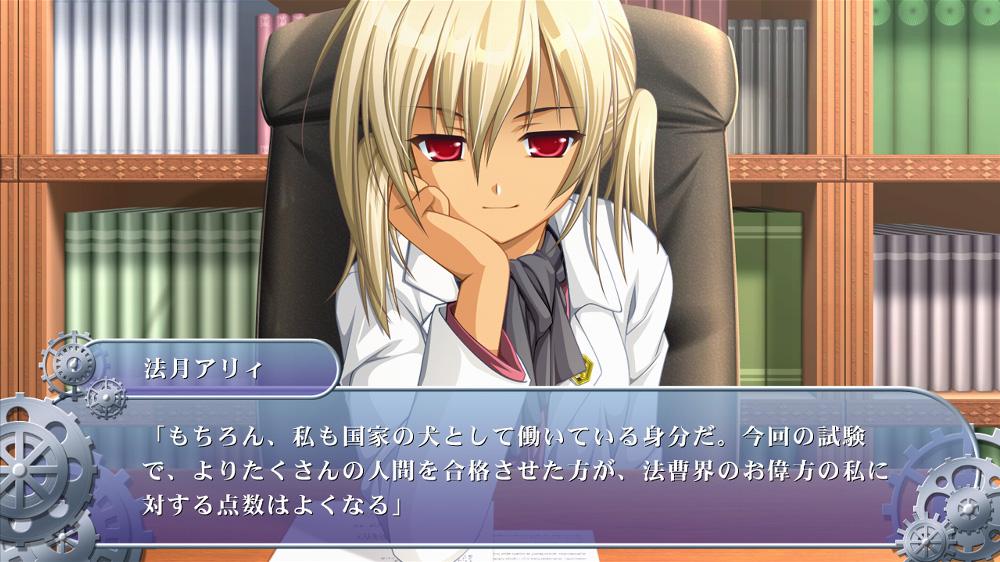 法月アリィ
「もちろん、私も国家の犬として働いている身分だ。今回の試験
で、よりたくさんの人間を合格させた方が、法曹界のお偉方の私に
対する点数はよくなる」